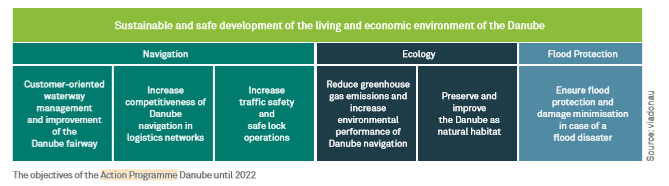 Sustainable and safe development of the living and economic environment of the Danube
Navigation
Ecology
Flood Protection
Customer-oriented
waterway
management
and improvement
of the
Danube fairway
Increase
competitiveness of
Danube
navigation in
logistics networks
Increase
traffic safety
and
safe lock
operations
Reduce greenhouse
gas emissions and
increase
environmental
performance of
Danube navigation
Preserve and
improve
the Danube as
natural habitat
Ensure flood
protection and
damage minimisation
in case of a
flood disaster
Source: viadonau
The objectives of the Action Programme Danube until 2022